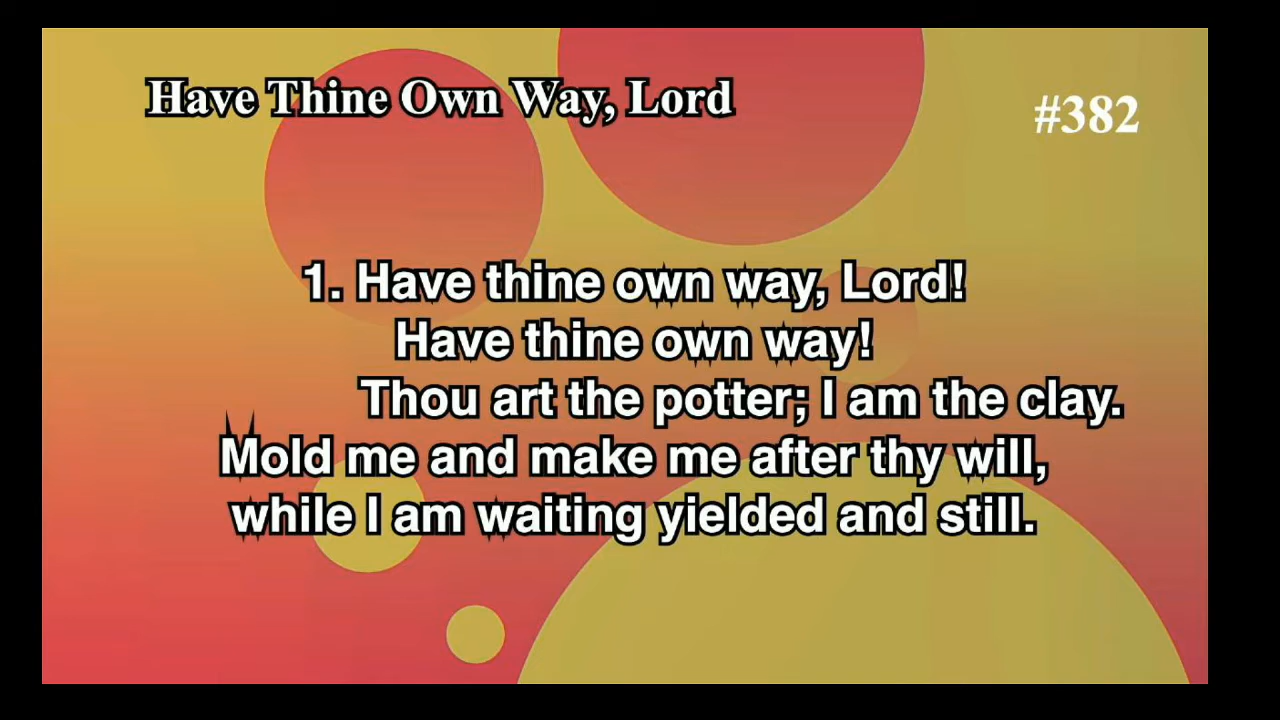 Have Thine Own Way, Lord
#382
1. Have thine own way, Lord!
Have thine own way!
Thou art the potter; I am the clay.
Mold me and make me after thy will,
while I am waiting yielded and still.